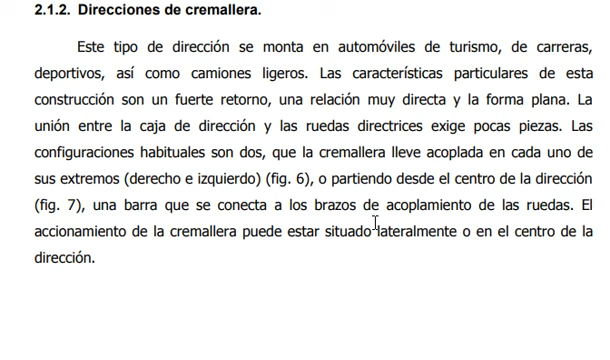 2.1.2. Direcciones de cremallera.
Este tipo de dirección se monta en automóviles de turismo, de carreras,
deportivos, así como camiones ligeros. Las características particulares de esta
construcción son un fuerte retorno, una relación muy directa y la forma plana. La
unión entre la caja de dirección y las ruedas directrices exige pocas piezas. Las
configuraciones habituales son dos, que la cremallera lleve acoplada en cada uno de
sus extremos (derecho e izquierdo) (fig. 6), o partiendo desde el centro de la dirección
(fig. 7), una barra que se conecta a los brazos de acoplamiento de las ruedas. El
accionamiento de la cremallera puede estar situado lateralmente o en el centro de la
dirección.